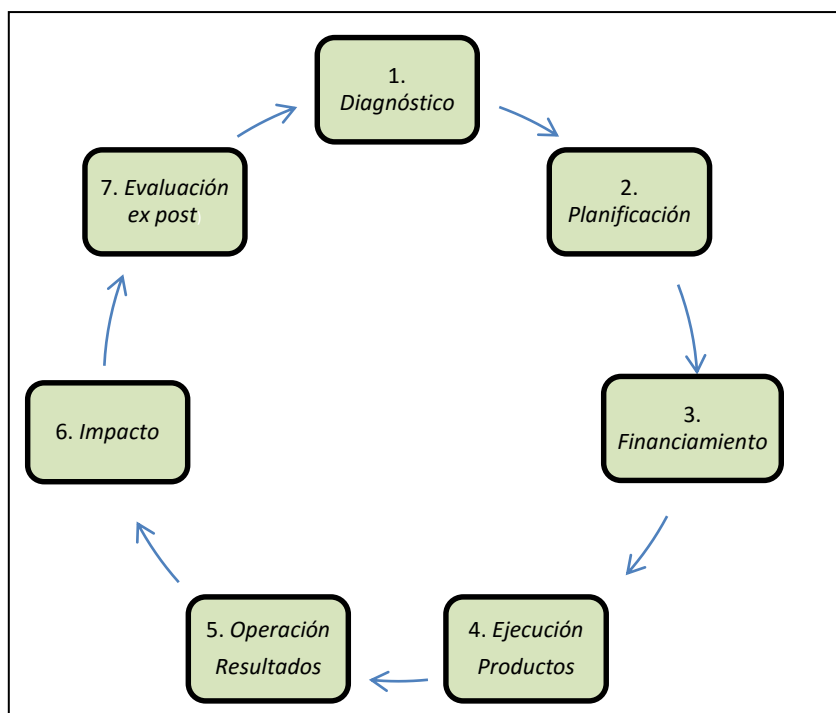 1.
Diagnóstico
2.
Planificación
3.
Financiamiento
4. Ejecución
Productos
5. Operación
Resultados
6. Impacto
7. Evaluación
ex post)